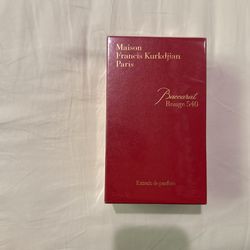 Maison
Francis Kurkdjian
Paris
Baccarat
Rouge 540
Extrait de parfum